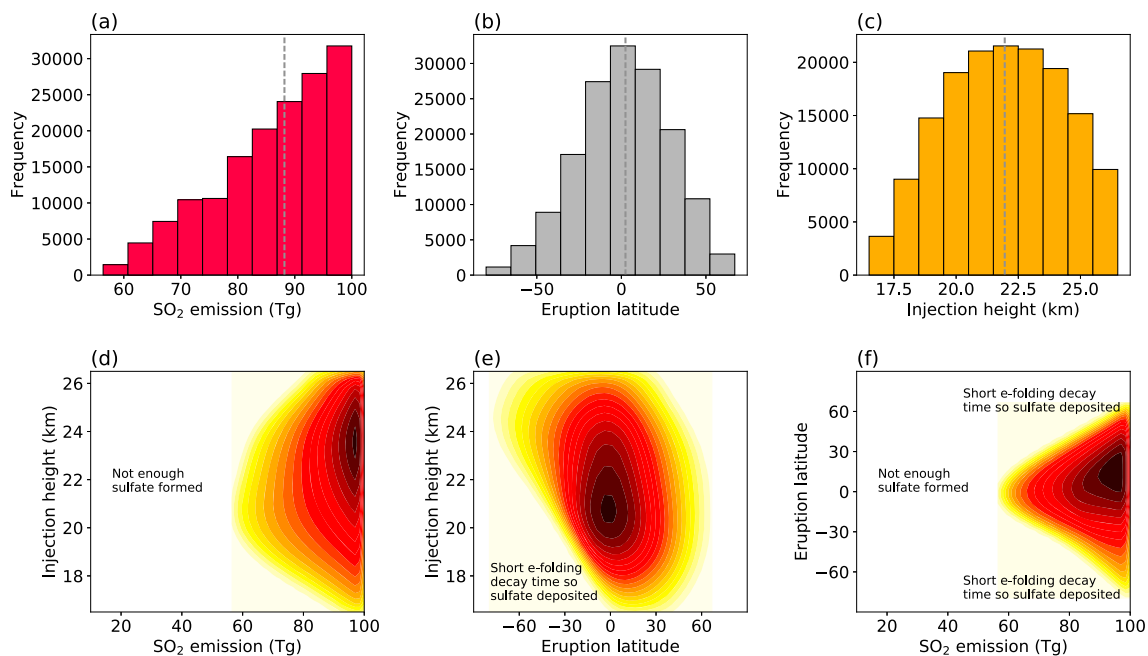 (a)
30000
25000
20000
15000
10000
5000
0
Frequency
60 70 80 90 100
SO₂ emission (Tg)
(b)
30000
25000
20000
15000
10000
5000
0
Frequency
−50 0 50
Eruption latitude
(c)
20000
15000
10000
5000
0
Frequency
17.5 20.0 22.5 25.0
Injection height (km)
(d)
26
24
22
20
18
Injection height (km)
Not enough
sulfate formed
20 40 60 80 100
SO₂ emission (Tg)
(e)
26
24
22
20
18
Injection height (km)
Short e-folding
decay time so
sulfate deposited
−60 −30 0 30 60
Eruption latitude
(f)
60
30
0
−30
−60
Eruption latitude
Short e-folding decay
time so sulfate deposited
Not enough
sulfate formed
Short e-folding decay
time so sulfate deposited
20 40 60 80 100
SO₂ emission (Tg)